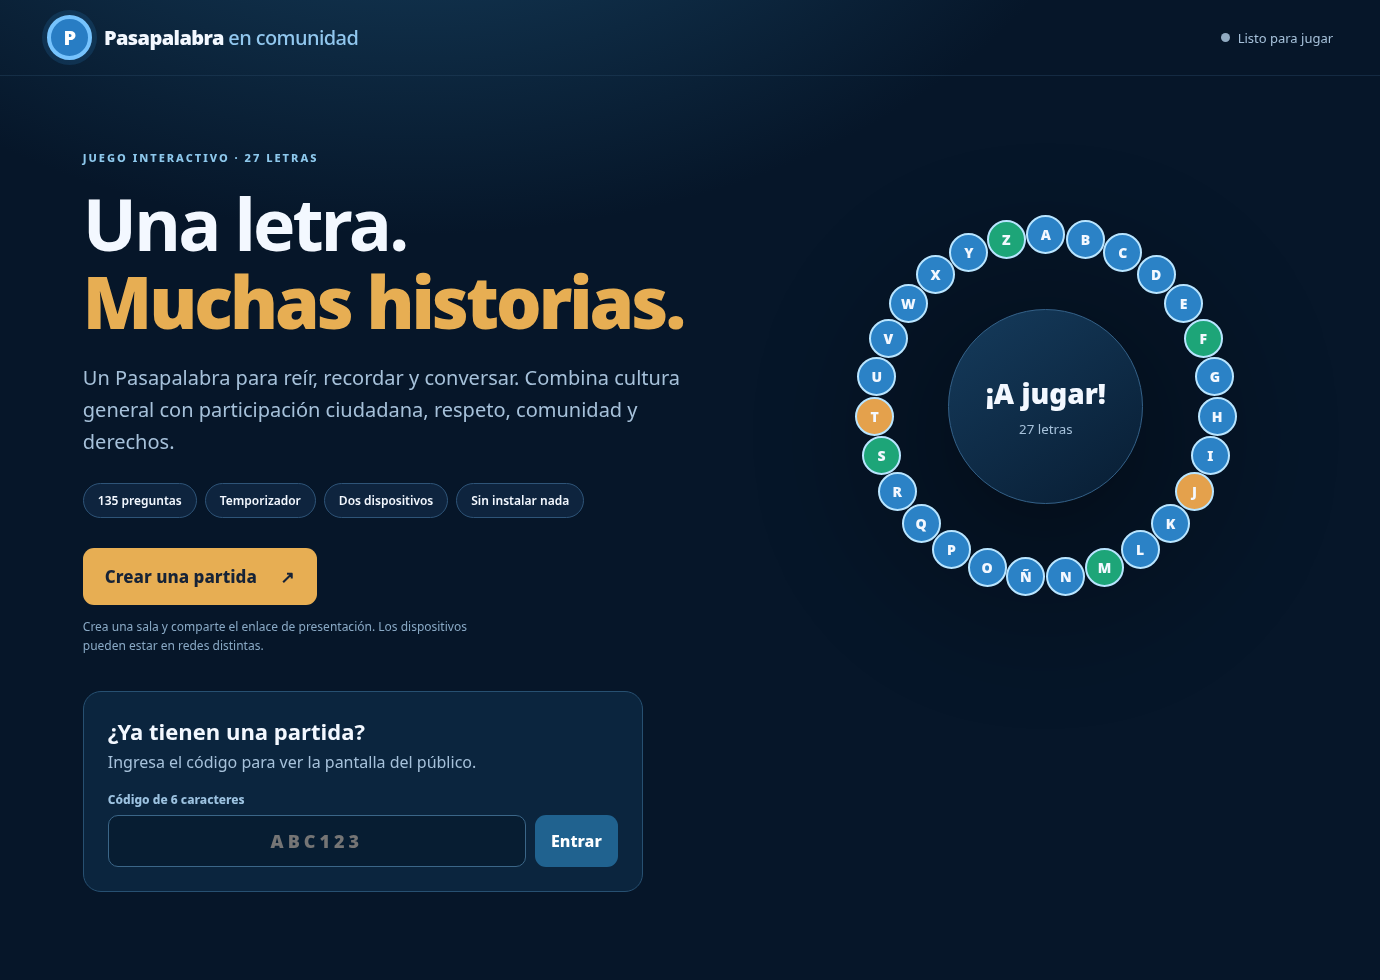 P
Pasapalabra en comunidad
Listo para jugar
JUEGO INTERACTIVO · 27 LETRAS
Una letra.
Muchas historias.
Un Pasapalabra para reír, recordar y conversar. Combina cultura
general con participación ciudadana, respeto, comunidad y
derechos.
135 preguntas
Temporizador
Dos dispositivos
Sin instalar nada
Crear una partida ↗
Crea una sala y comparte el enlace de presentación. Los dispositivos
pueden estar en redes distintas.
¿Ya tienen una partida?
Ingresa el código para ver la pantalla del público.
Código de 6 caracteres
ABC123
Entrar
A
B
C
D
E
F
G
H
I
J
K
L
M
N
Ñ
O
P
Q
R
S
T
U
V
W
X
Y
Z
¡A jugar!
27 letras